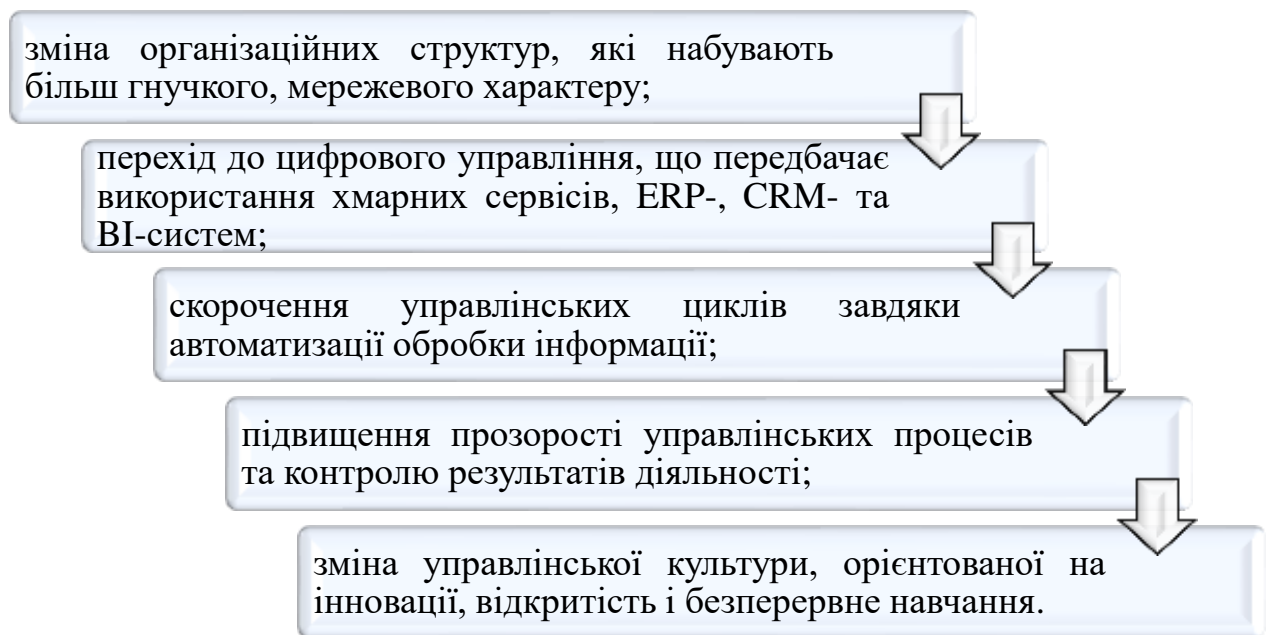 зміна організаційних структур, які набувають
більш гнучкого, мережевого характеру;
перехід до цифрового управління, що передбачає
використання хмарних сервісів, ERP-, CRM- та
BI-систем;
скорочення управлінських циклів завдяки
автоматизації обробки інформації;
підвищення прозорості управлінських процесів
та контролю результатів діяльності;
зміна управлінської культури, орієнтованої на
інновації, відкритість і безперервне навчання.